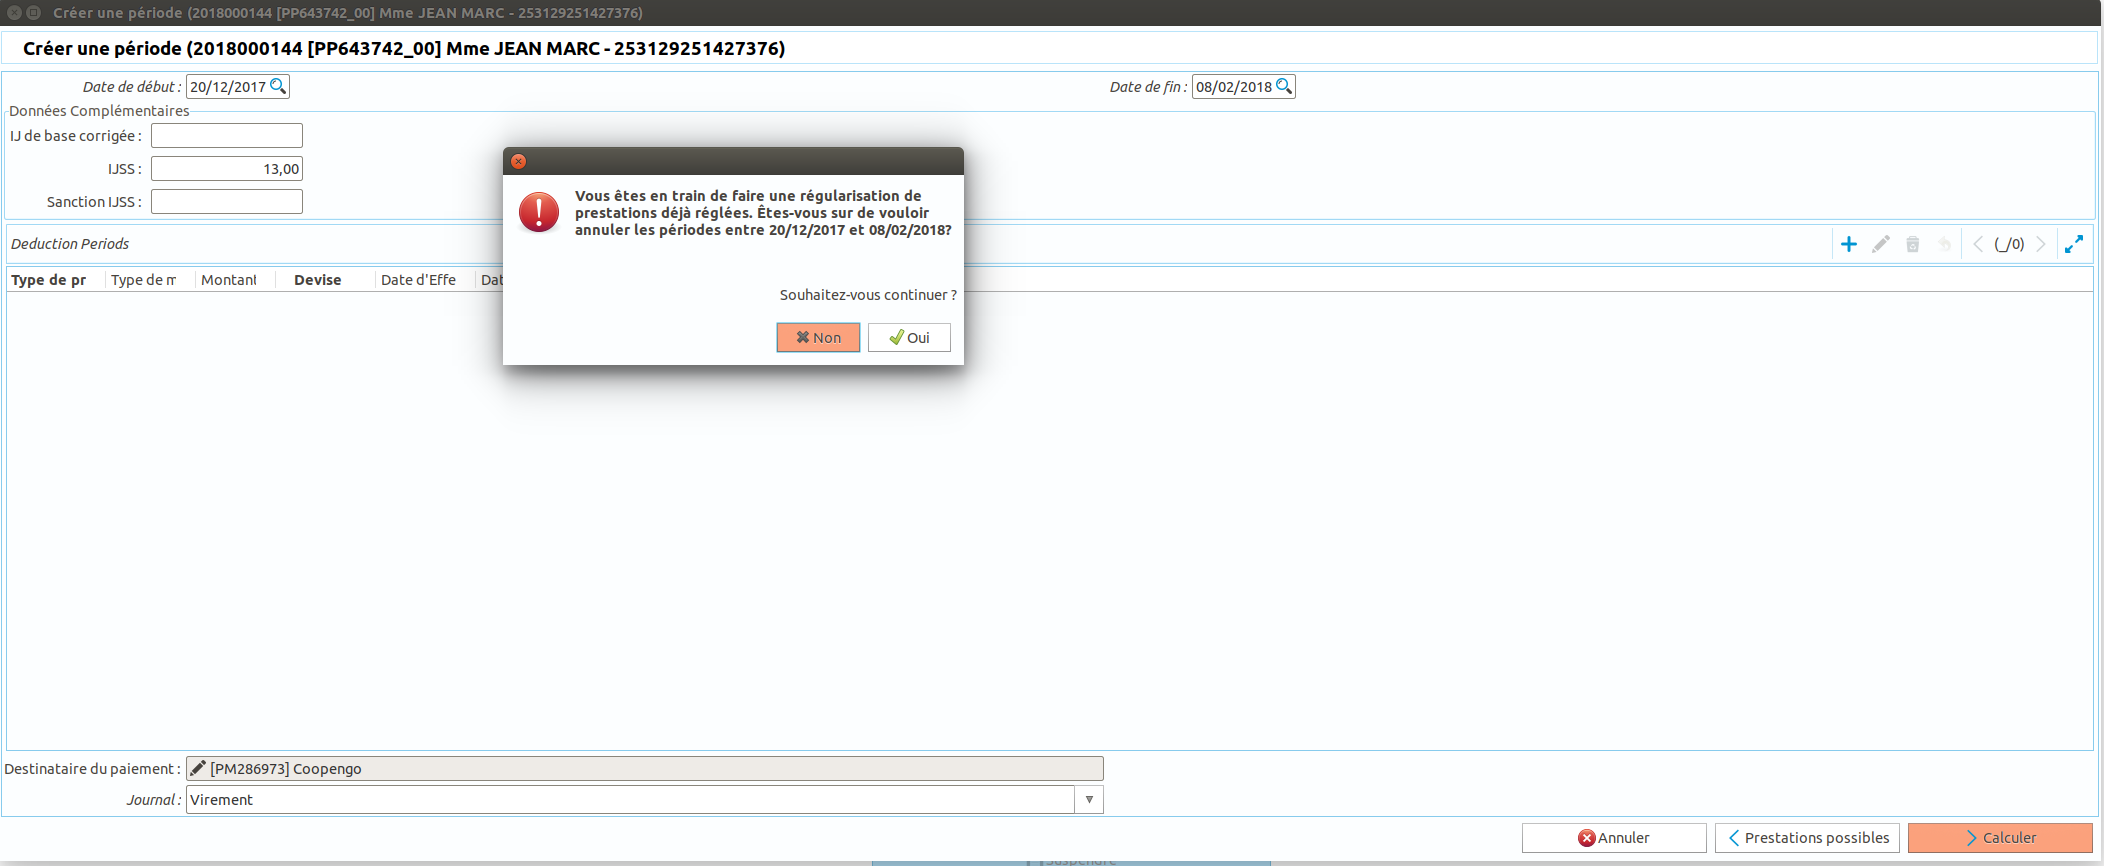 Créer une période (2018000144 [PP643742_00] Mme JEAN MARC - 253129251427376)
Créer une période (2018000144 [PP643742_00] Mme JEAN MARC - 253129251427376)
Date de début : 20/12/2017 Date de fin : 08/02/2018
Données Complémentaires
IJ de base corrigée :
IJSS : 13,00
Sanction IJSS :
Vous êtes en train de faire une régularisation de
prestations déjà réglées. Êtes-vous sur de vouloir
annuler les périodes entre 20/12/2017 et 08/02/2018?
Souhaitez-vous continuer ?
Non Oui
Deduction Periods (_/0)
Type de pr Type de m Montant Devise Date d'Effe Dat
Destinataire du paiement : [PM286973] Coopengo
Journal : Virement
Annuler Prestations possibles Calculer
Suspendre